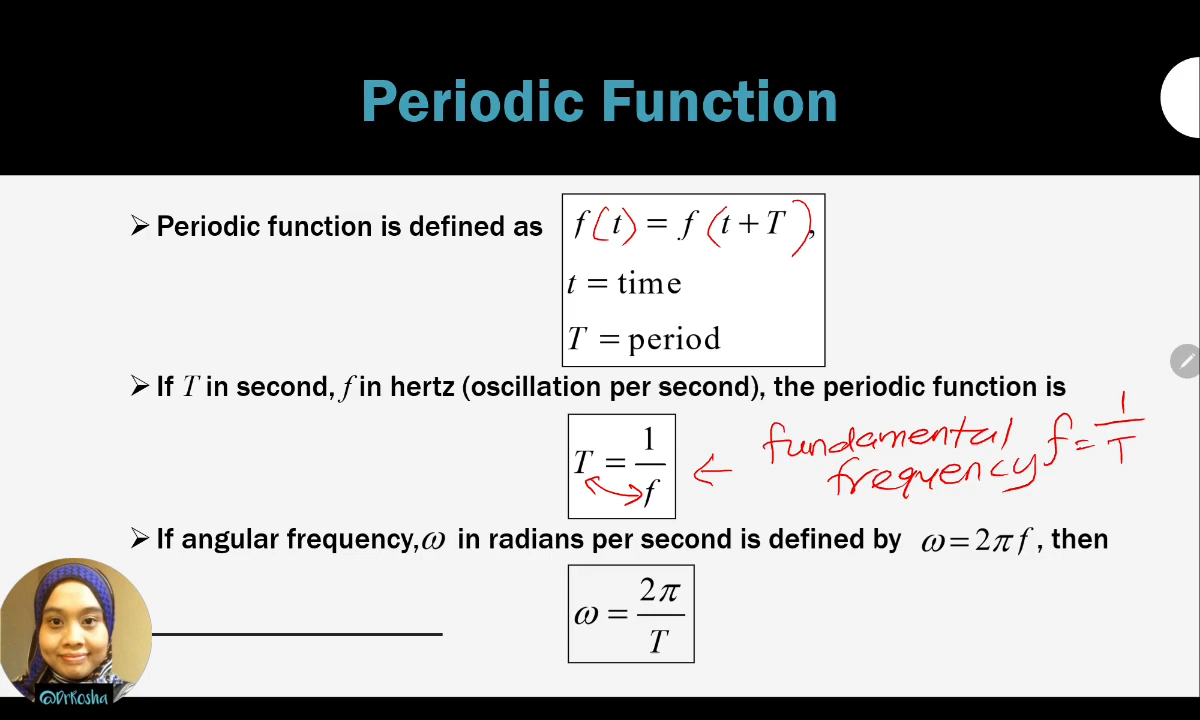 Periodic Function
➢ Periodic function is defined as
f(t) = f(t+T),
t = time
T = period
➢ If T in second, f in hertz (oscillation per second), the periodic function is
T = 1/f ← fundamental frequency f = 1/T
➢ If angular frequency, ω in radians per second is defined by ω=2πf, then
ω = 2π/T
@DrRosha